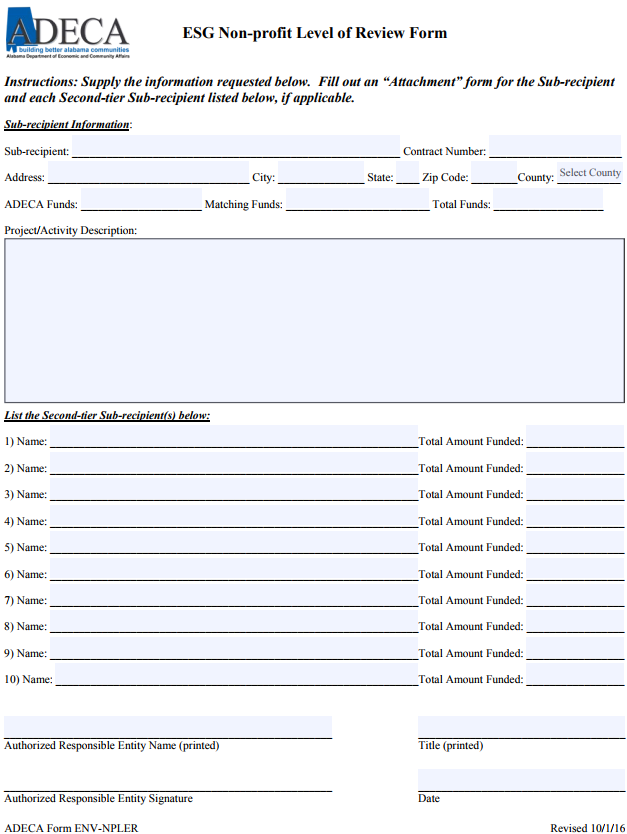 ADECA
building better alabama communities
Alabama Department of Economic and Community Affairs
ESG Non-profit Level of Review Form
Instructions: Supply the information requested below. Fill out an “Attachment” form for the Sub-recipient
and each Second-tier Sub-recipient listed below, if applicable.
Sub-recipient Information:
Sub-recipient: Contract Number:
Address: City: State: Zip Code: County: Select County
ADECA Funds: Matching Funds: Total Funds:
Project/Activity Description:
List the Second-tier Sub-recipient(s) below:
1) Name: Total Amount Funded:
2) Name: Total Amount Funded:
3) Name: Total Amount Funded:
4) Name: Total Amount Funded:
5) Name: Total Amount Funded:
6) Name: Total Amount Funded:
7) Name: Total Amount Funded:
8) Name: Total Amount Funded:
9) Name: Total Amount Funded:
10) Name: Total Amount Funded:
Authorized Responsible Entity Name (printed) Title (printed)
Authorized Responsible Entity Signature Date
ADECA Form ENV-NPLER Revised 10/1/16